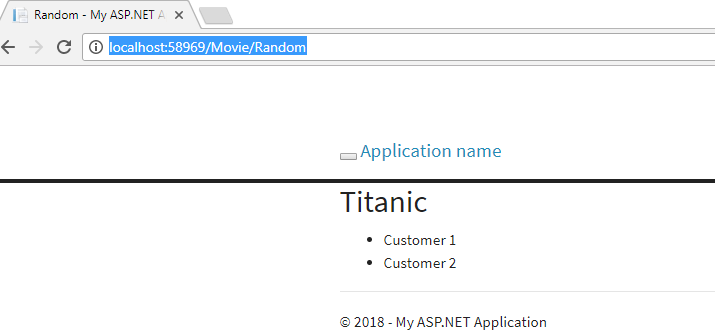 Random - My ASP.NET A
localhost:58969/Movie/Random
Application name
Titanic
Customer 1
Customer 2
© 2018 - My ASP.NET Application